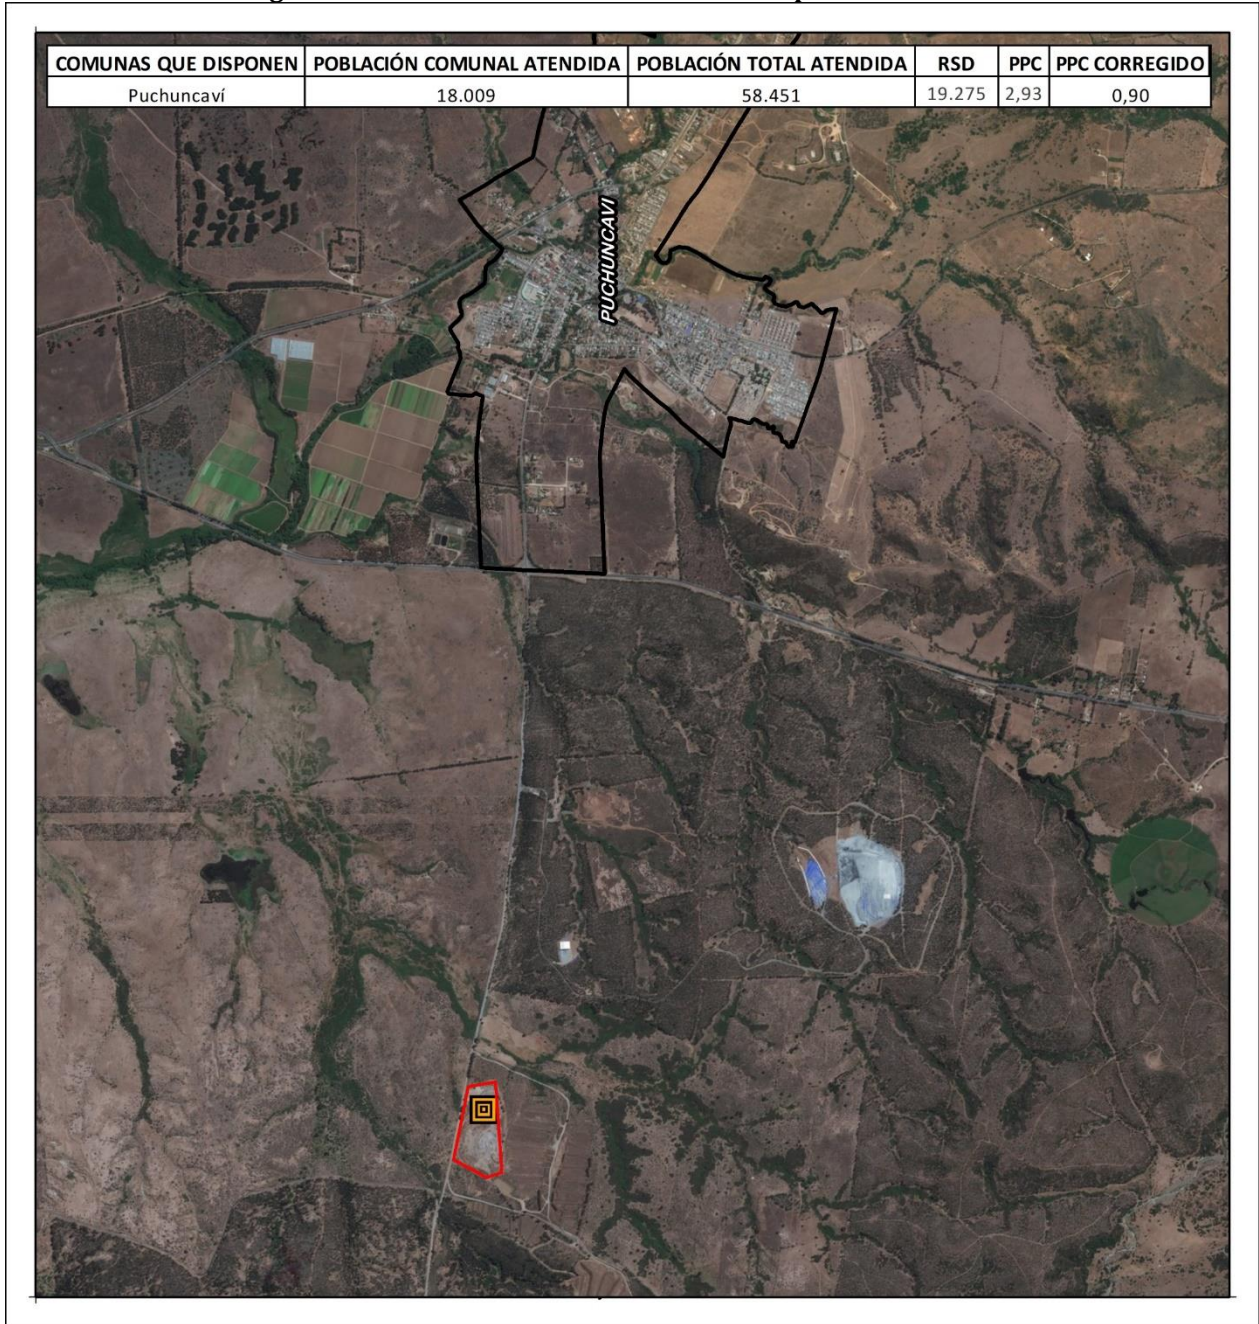 COMUNAS QUE DISPONEN POBLACIÓN COMUNAL ATENDIDA POBLACIÓN TOTAL ATENDIDA RSD PPC PPC CORREGIDO
Puchuncaví 18.009 58.451 19.275 2,93 0,90
PUCHUNCAVI